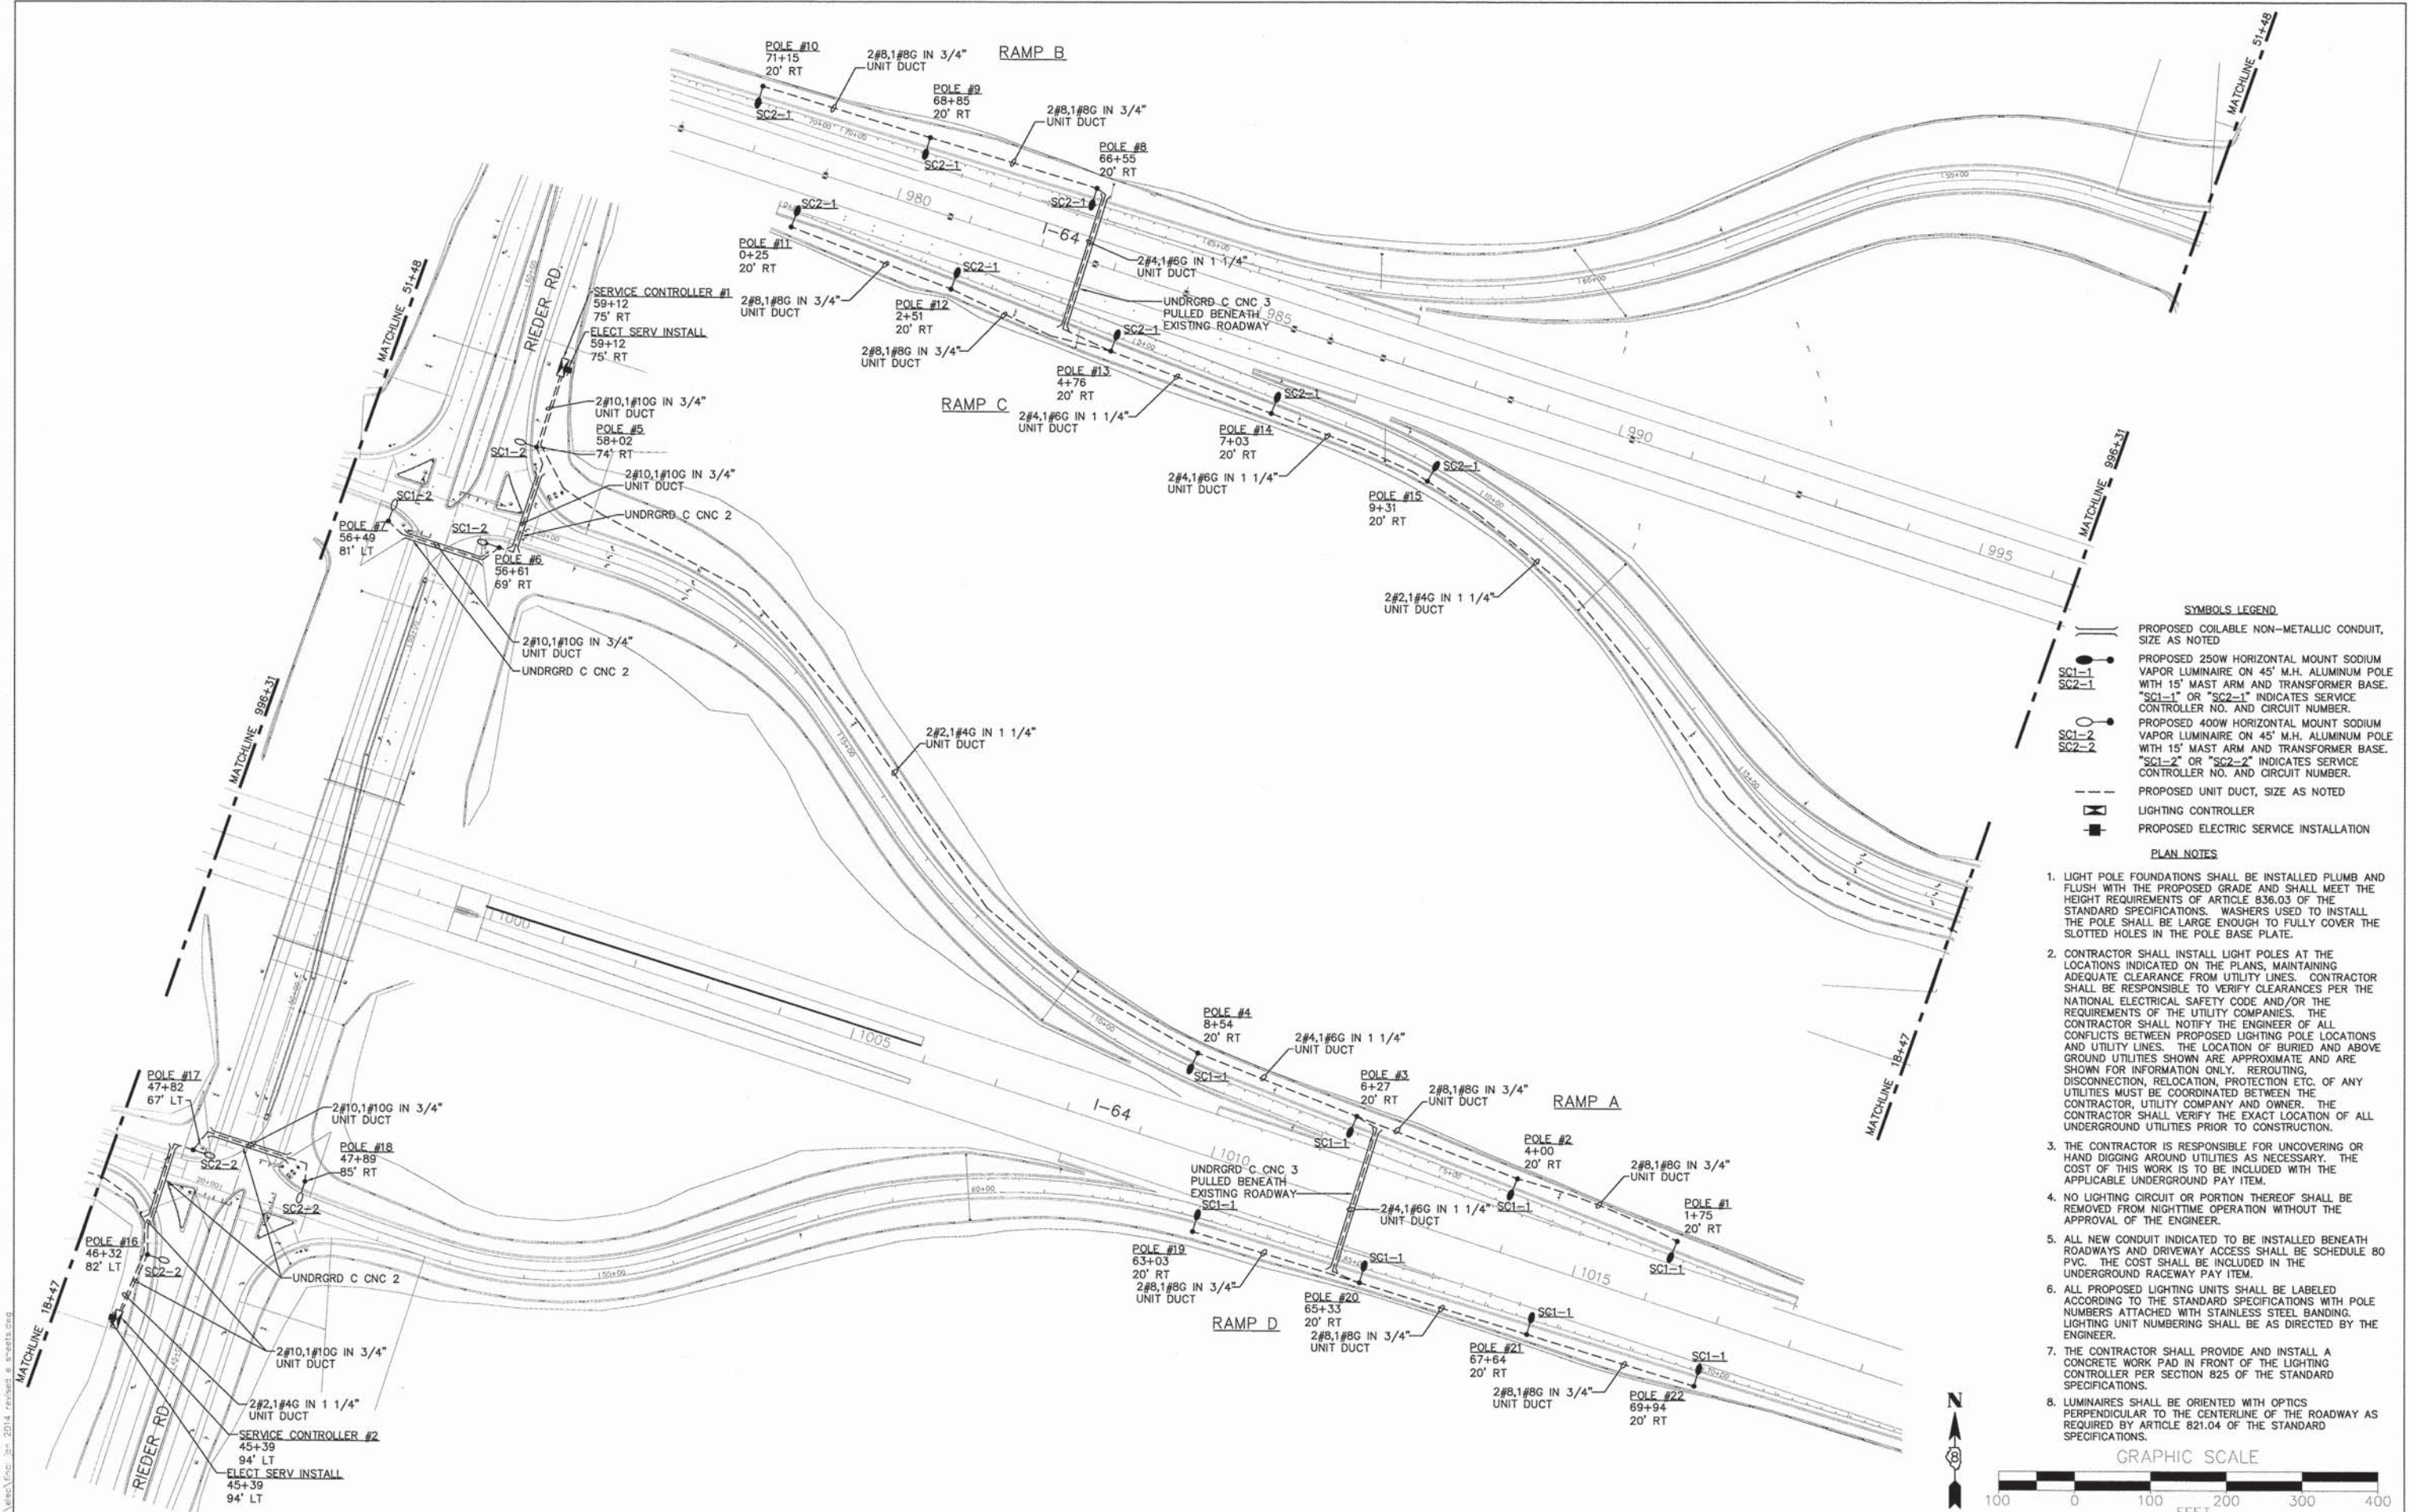 POLE #10
71+15
20' RT
2#8,1#8G IN 3/4"
UNIT DUCT
RAMP B
POLE #9
68+85
20' RT
2#8,1#8G IN 3/4"
UNIT DUCT
POLE #8
66+55
20' RT
MATCHLINE 51+48
SC2-1
SC2-1
SC2-1
70+00
70+00
980
I-64
65+00
60+00
55+00
SC2-1
POLE #11
0+25
20' RT
SC2-1
2#8,1#8G IN 3/4"
UNIT DUCT
POLE #12
2+51
20' RT
2#4,1#6G IN 1 1/4"
UNIT DUCT
UNDRGRD C CNC 3
PULLED BENEATH
EXISTING ROADWAY
985
SC2-1
2#8,1#8G IN 3/4"
UNIT DUCT
POLE #13
4+76
20' RT
RAMP C
2#4,1#6G IN 1 1/4"
UNIT DUCT
SC2-1
POLE #14
7+03
20' RT
2#4,1#6G IN 1 1/4"
UNIT DUCT
SC2-1
POLE #15
9+31
20' RT
10+00
990
995
MATCHLINE 996+31
2#2,1#4G IN 1 1/4"
UNIT DUCT
15+00
MATCHLINE 51+48
RIEDER RD.
60+00
SERVICE CONTROLLER #1
59+12
75' RT
ELECT SERV INSTALL
59+12
75' RT
2#10,1#10G IN 3/4"
UNIT DUCT
POLE #5
58+02
74' RT
SC1-2
2#10,1#10G IN 3/4"
UNIT DUCT
UNDRGRD C CNC 2
SC1-2
SC1-2
POLE #7
56+49
81' LT
POLE #6
56+61
69' RT
2#10,1#10G IN 3/4"
UNIT DUCT
UNDRGRD C CNC 2
MATCHLINE 996+31
2#2,1#4G IN 1 1/4"
UNIT DUCT
15+00
1000
1005
10+00
50+00
POLE #4
8+54
20' RT
2#4,1#6G IN 1 1/4"
UNIT DUCT
SC1-1
POLE #3
6+27
20' RT
2#8,1#8G IN 3/4"
UNIT DUCT
RAMP A
I-64
SC1-1
1010
POLE #2
4+00
20' RT
2#8,1#8G IN 3/4"
UNIT DUCT
UNDRGRD C CNC 3
PULLED BENEATH
EXISTING ROADWAY
5+00
SC1-1
2#4,1#6G IN 1 1/4"
UNIT DUCT
SC1-1
POLE #1
1+75
20' RT
SC1-1
1015
MATCHLINE 18+47
POLE #17
47+82
67' LT
2#10,1#10G IN 3/4"
UNIT DUCT
POLE #18
47+89
85' RT
SC2-2
20+00
SC2-2
60+00
55+00
POLE #16
46+32
82' LT
SC2-2
UNDRGRD C CNC 2
MATCHLINE 18+47
2#10,1#10G IN 3/4"
UNIT DUCT
2#2,1#4G IN 1 1/4"
UNIT DUCT
SERVICE CONTROLLER #2
45+39
94' LT
ELECT SERV INSTALL
45+39
94' LT
RIEDER RD.
POLE #19
63+03
20' RT
2#8,1#8G IN 3/4"
UNIT DUCT
RAMP D
SC1-1
POLE #20
65+33
20' RT
2#8,1#8G IN 3/4"
UNIT DUCT
SC1-1
POLE #21
67+64
20' RT
2#8,1#8G IN 3/4"
UNIT DUCT
SC1-1
70+00
POLE #22
69+94
20' RT
SYMBOLS LEGEND
PROPOSED COILABLE NON-METALLIC CONDUIT,
SIZE AS NOTED
SC1-1
SC2-1
PROPOSED 250W HORIZONTAL MOUNT SODIUM
VAPOR LUMINAIRE ON 45' M.H. ALUMINUM POLE
WITH 15' MAST ARM AND TRANSFORMER BASE.
"SC1-1" OR "SC2-1" INDICATES SERVICE
CONTROLLER NO. AND CIRCUIT NUMBER.
SC1-2
SC2-2
PROPOSED 400W HORIZONTAL MOUNT SODIUM
VAPOR LUMINAIRE ON 45' M.H. ALUMINUM POLE
WITH 15' MAST ARM AND TRANSFORMER BASE.
"SC1-2" OR "SC2-2" INDICATES SERVICE
CONTROLLER NO. AND CIRCUIT NUMBER.
PROPOSED UNIT DUCT, SIZE AS NOTED
LIGHTING CONTROLLER
PROPOSED ELECTRIC SERVICE INSTALLATION
PLAN NOTES
1. LIGHT POLE FOUNDATIONS SHALL BE INSTALLED PLUMB AND
FLUSH WITH THE PROPOSED GRADE AND SHALL MEET THE
HEIGHT REQUIREMENTS OF ARTICLE 836.03 OF THE
STANDARD SPECIFICATIONS. WASHERS USED TO INSTALL
THE POLE SHALL BE LARGE ENOUGH TO FULLY COVER THE
SLOTTED HOLES IN THE POLE BASE PLATE.
2. CONTRACTOR SHALL INSTALL LIGHT POLES AT THE
LOCATIONS INDICATED ON THE PLANS, MAINTAINING
ADEQUATE CLEARANCE FROM UTILITY LINES. CONTRACTOR
SHALL BE RESPONSIBLE TO VERIFY CLEARANCES PER THE
NATIONAL ELECTRICAL SAFETY CODE AND/OR THE
REQUIREMENTS OF THE UTILITY COMPANIES. THE
CONTRACTOR SHALL NOTIFY THE ENGINEER OF ALL
CONFLICTS BETWEEN PROPOSED LIGHTING POLE LOCATIONS
AND UTILITY LINES. THE LOCATION OF BURIED AND ABOVE
GROUND UTILITIES SHOWN ARE APPROXIMATE AND ARE
SHOWN FOR INFORMATION ONLY. REROUTING,
DISCONNECTION, RELOCATION, PROTECTION ETC. OF ANY
UTILITIES MUST BE COORDINATED BETWEEN THE
CONTRACTOR, UTILITY COMPANY AND OWNER. THE
CONTRACTOR SHALL VERIFY THE EXACT LOCATION OF ALL
UNDERGROUND UTILITIES PRIOR TO CONSTRUCTION.
3. THE CONTRACTOR IS RESPONSIBLE FOR UNCOVERING OR
HAND DIGGING AROUND UTILITIES AS NECESSARY. THE
COST OF THIS WORK IS TO BE INCLUDED WITH THE
APPLICABLE UNDERGROUND PAY ITEM.
4. NO LIGHTING CIRCUIT OR PORTION THEREOF SHALL BE
REMOVED FROM NIGHTTIME OPERATION WITHOUT THE
APPROVAL OF THE ENGINEER.
5. ALL NEW CONDUIT INDICATED TO BE INSTALLED BENEATH
ROADWAYS AND DRIVEWAY ACCESS SHALL BE SCHEDULE 80
PVC. THE COST SHALL BE INCLUDED IN THE
UNDERGROUND RACEWAY PAY ITEM.
6. ALL PROPOSED LIGHTING UNITS SHALL BE LABELED
ACCORDING TO THE STANDARD SPECIFICATIONS WITH POLE
NUMBERS ATTACHED WITH STAINLESS STEEL BANDING.
LIGHTING UNIT NUMBERING SHALL BE AS DIRECTED BY THE
ENGINEER.
7. THE CONTRACTOR SHALL PROVIDE AND INSTALL A
CONCRETE WORK PAD IN FRONT OF THE LIGHTING
CONTROLLER PER SECTION 825 OF THE STANDARD
SPECIFICATIONS.
8. LUMINAIRES SHALL BE ORIENTED WITH OPTICS
PERPENDICULAR TO THE CENTERLINE OF THE ROADWAY AS
REQUIRED BY ARTICLE 821.04 OF THE STANDARD
SPECIFICATIONS.
N
GRAPHIC SCALE
100 0 100 200 300 400
FEET